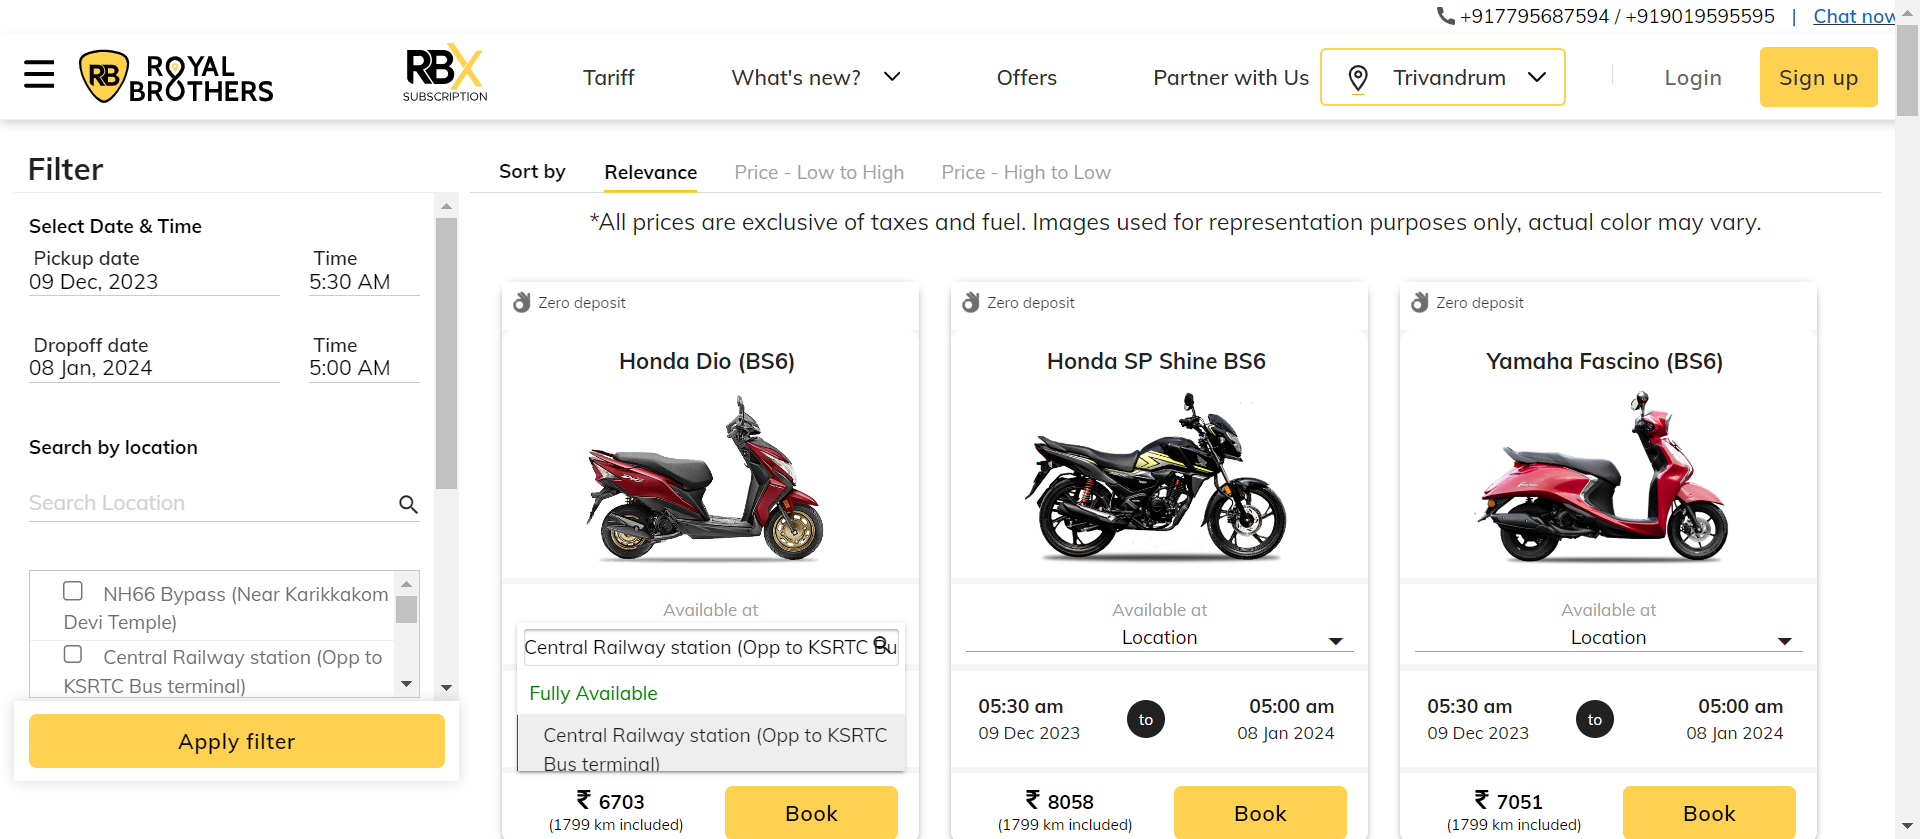 +917795687594 / +919019595595 | Chat now
RB ROYAL BROTHERS
RBX SUBSCRIPTION
Tariff
What's new?
Offers
Partner with Us
Trivandrum
Login
Sign up
Filter
Select Date & Time
Pickup date
Time
09 Dec, 2023
5:30 AM
Dropoff date
Time
08 Jan, 2024
5:00 AM
Search by location
Search Location
NH66 Bypass (Near Karikkakom
Devi Temple)
Central Railway station (Opp to
KSRTC Bus terminal)
Apply filter
Sort by
Relevance
Price - Low to High
Price - High to Low
*All prices are exclusive of taxes and fuel. Images used for representation purposes only, actual color may vary.
Zero deposit
Honda Dio (BS6)
Available at
Central Railway station (Opp to KSRTC Bu
Fully Available
Central Railway station (Opp to KSRTC
Bus terminal)
₹ 6703
(1799 km included)
Book
Zero deposit
Honda SP Shine BS6
Available at
Location
05:30 am
09 Dec 2023
to
05:00 am
08 Jan 2024
₹ 8058
(1799 km included)
Book
Zero deposit
Yamaha Fascino (BS6)
Available at
Location
05:30 am
09 Dec 2023
to
05:00 am
08 Jan 2024
₹ 7051
(1799 km included)
Book